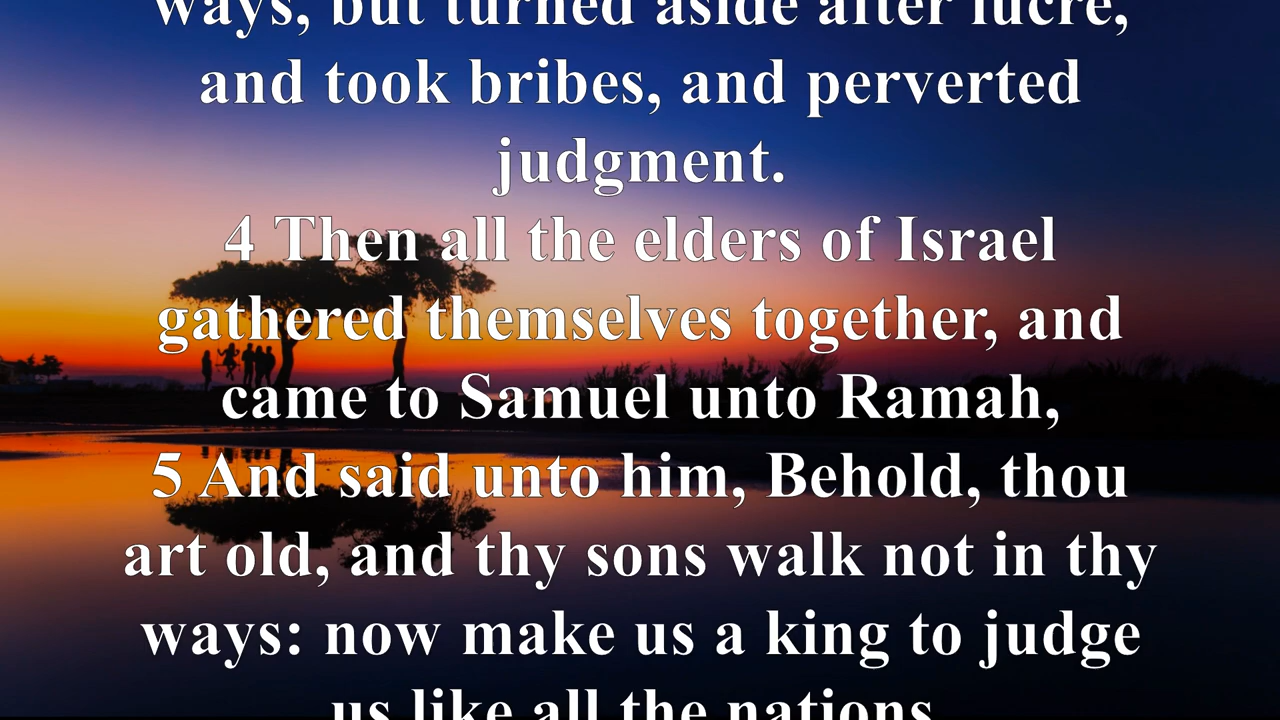 ways, but turned aside after lucre,
and took bribes, and perverted
judgment.
4 Then all the elders of Israel
gathered themselves together, and
came to Samuel unto Ramah,
5 And said unto him, Behold, thou
art old, and thy sons walk not in thy
ways: now make us a king to judge
us like all the nations.